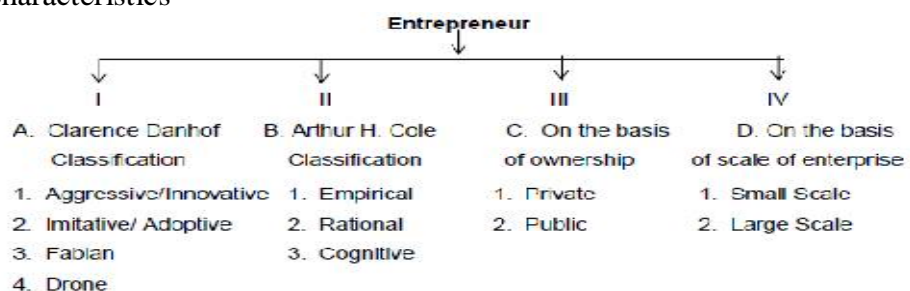 characteristics
Entrepreneur
I II III IV
A. Clarence Danhof B. Arthur H. Cole C. On the basis D. On the basis
Classification Classification of ownership of scale of enterprise
1. Aggressive/Innovative 1. Empirical 1. Private 1. Small Scale
2. Imitative/ Adoptive 2. Rational 2. Public 2. Large Scale
3. Fabian 3. Cognitive
4. Drone